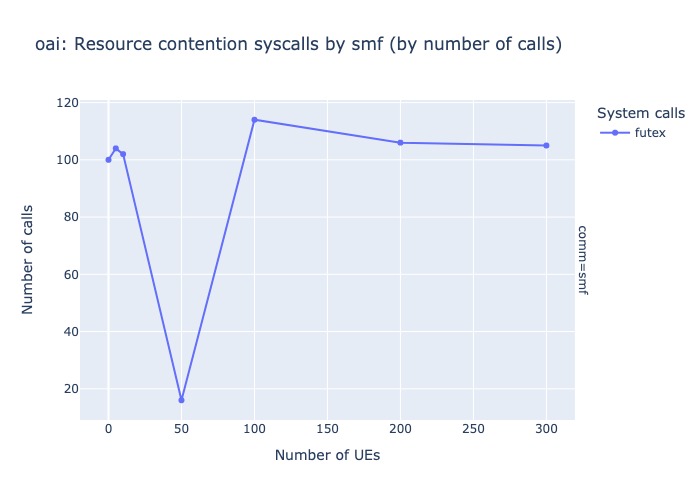 oai: Resource contention syscalls by smf (by number of calls)
System calls
futex
Number of calls
120
100
80
60
40
20
comm=smf
0 50 100 150 200 250 300
Number of UEs